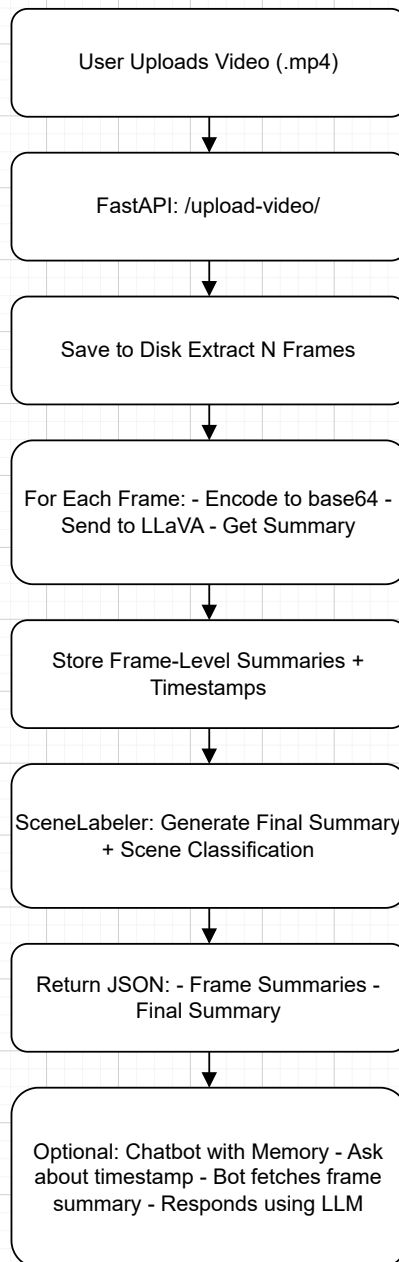 User Uploads Video (.mp4)
FastAPI: /upload-video/
Save to Disk Extract N Frames
For Each Frame: - Encode to base64 -
Send to LLaVA - Get Summary
Store Frame-Level Summaries +
Timestamps
SceneLabeler: Generate Final Summary
+ Scene Classification
Return JSON: - Frame Summaries -
Final Summary
Optional: Chatbot with Memory - Ask
about timestamp - Bot fetches frame
summary - Responds using LLM